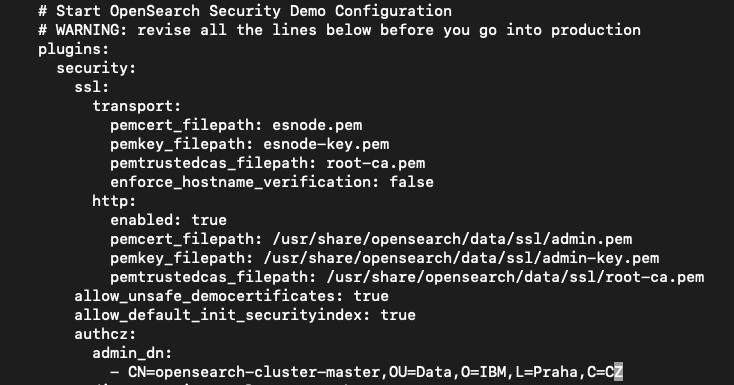 # Start OpenSearch Security Demo Configuration
# WARNING: revise all the lines below before you go into production
plugins:
security:
ssl:
transport:
pemcert_filepath: esnode.pem
pemkey_filepath: esnode-key.pem
pemtrustedcas_filepath: root-ca.pem
enforce_hostname_verification: false
http:
enabled: true
pemcert_filepath: /usr/share/opensearch/data/ssl/admin.pem
pemkey_filepath: /usr/share/opensearch/data/ssl/admin-key.pem
pemtrustedcas_filepath: /usr/share/opensearch/data/ssl/root-ca.pem
allow_unsafe_democertificates: true
allow_default_init_securityindex: true
authcz:
admin_dn:
- CN=opensearch-cluster-master,OU=Data,O=IBM,L=Praha,C=CZ